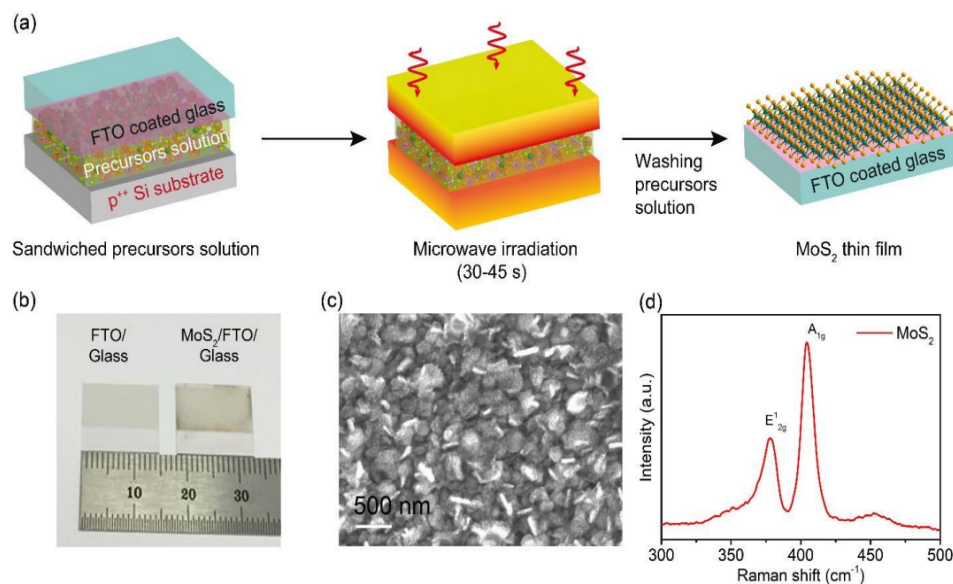 (a)
FTO coated glass
Precursors solution
p⁺⁺ Si substrate
Sandwiched precursors solution
Microwave irradiation
(30-45 s)
Washing
precursors
solution
FTO coated glass
MoS₂ thin film
(b)
FTO/
Glass
MoS₂/FTO/
Glass
10 20 30
(c)
500 nm
(d)
A₁g
MoS₂
E¹₂g
Intensity (a.u.)
300 350 400 450 500
Raman shift (cm⁻¹)